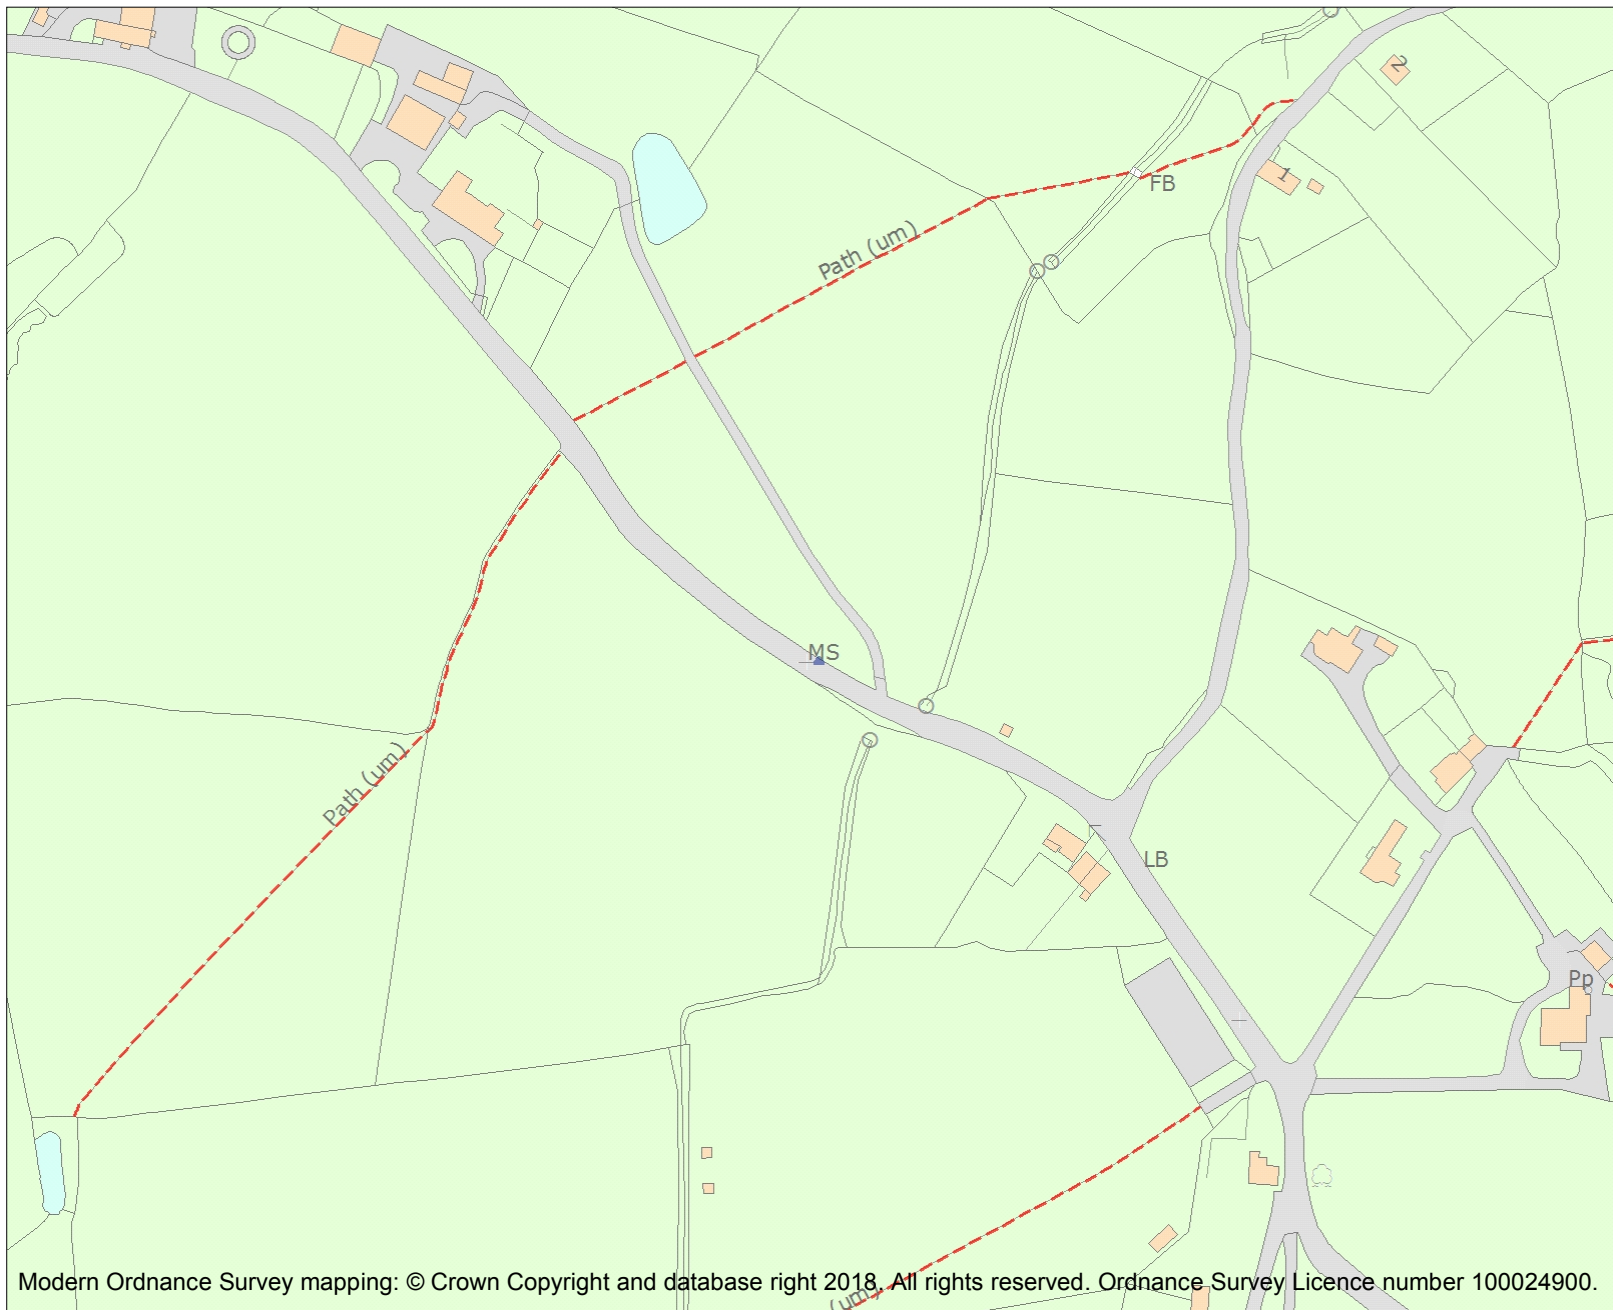 2
1
FB
Path (um)
MS
Path (um)
LB
Pp
Modern Ordnance Survey mapping: © Crown Copyright and database right 2018. All rights reserved. Ordnance Survey Licence number 100024900.
(um)